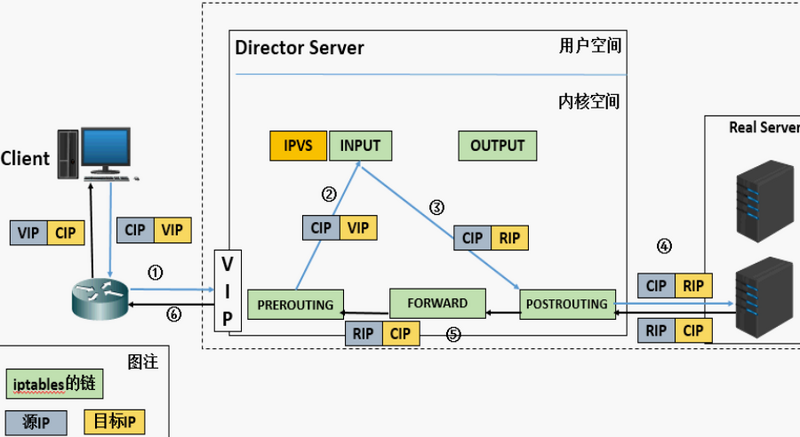 Director Server
用户空间
内核空间
IPVS
INPUT
OUTPUT
Real Server
Client
②
③
④
VIP CIP
CIP VIP
CIP VIP
CIP RIP
①
VIP
CIP RIP
PREROUTING
FORWARD
POSTROUTING
⑥
RIP CIP
⑤
RIP CIP
图注
iptables的链
源IP
目标IP